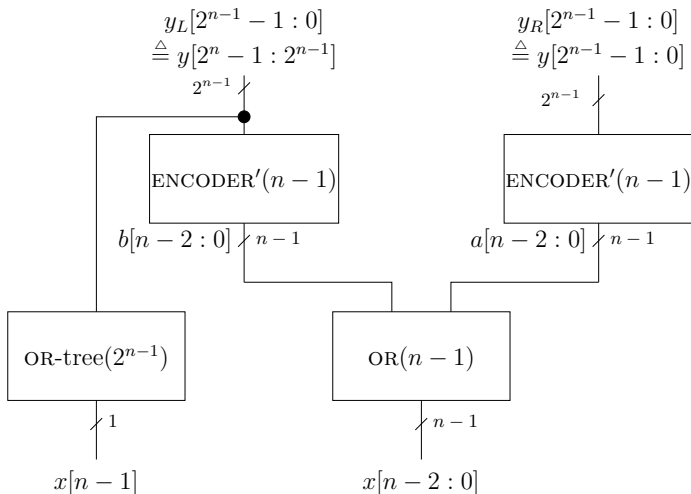 y_L[2^{n-1} − 1 : 0] y_R[2^{n-1} − 1 : 0]
≜ y[2^n − 1 : 2^{n-1}] ≜ y[2^{n-1} − 1 : 0]
2^{n-1} 2^{n-1}
ENCODER′(n − 1) ENCODER′(n − 1)
b[n − 2 : 0] n − 1 a[n − 2 : 0] n − 1
OR-tree(2^{n-1}) OR(n − 1)
1 n − 1
x[n − 1] x[n − 2 : 0]